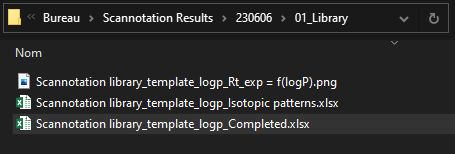 « Bureau > Scannotation Results > 230606 > 01_Library
Nom
Scannotation library_template_logp_Rt_exp = f(logP).png
Scannotation library_template_logp_Isotopic patterns.xlsx
Scannotation library_template_logp_Completed.xlsx